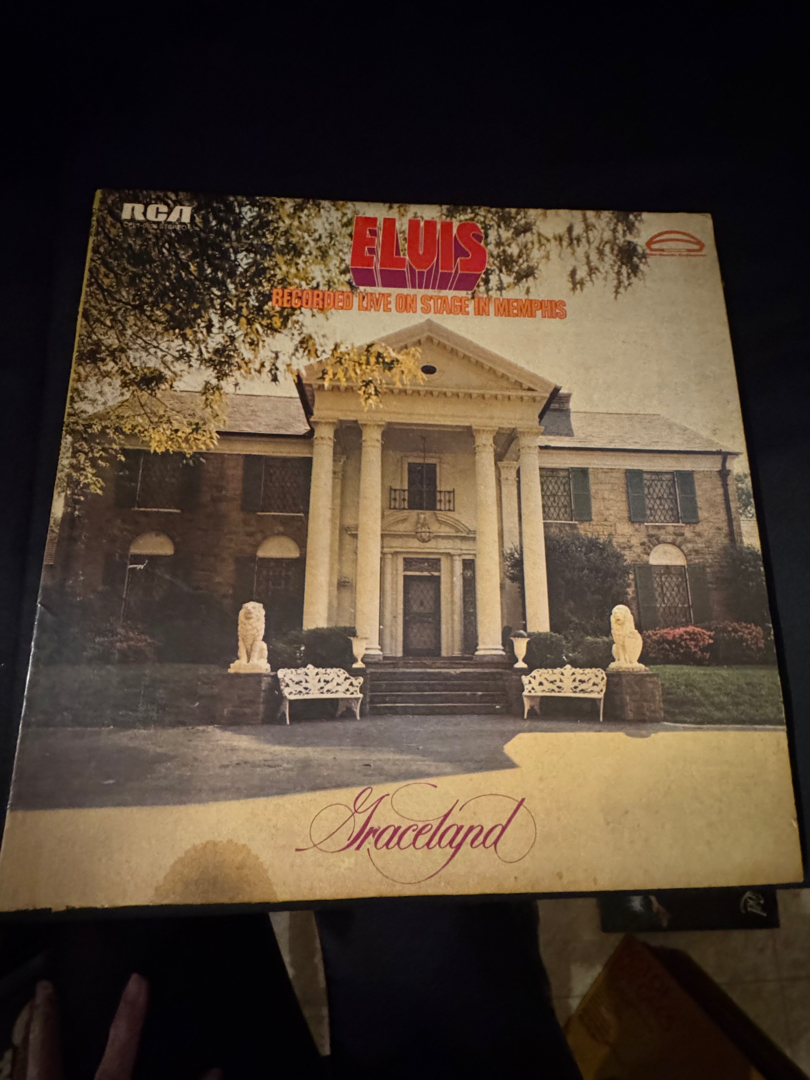 RCA
ELVIS
RECORDED LIVE ON STAGE IN MEMPHIS
Graceland